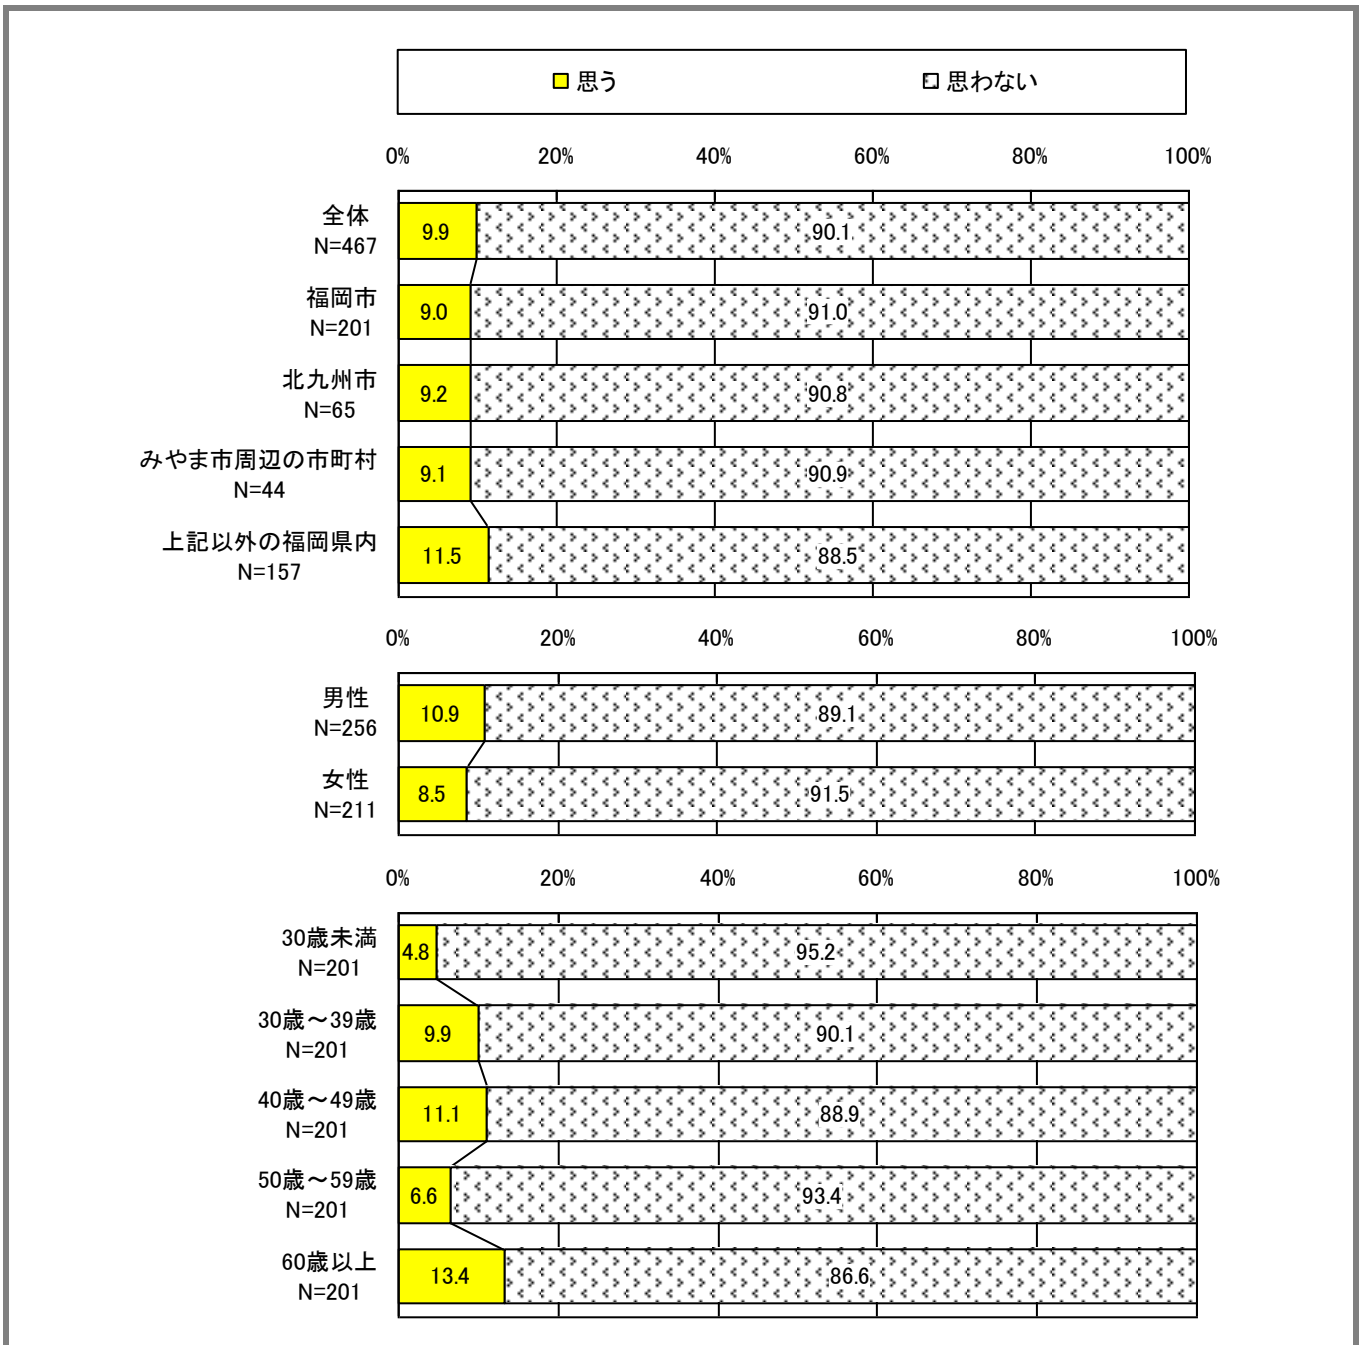 思う 思わない
0% 20% 40% 60% 80% 100%
全体
N=467
9.9 90.1
福岡市
N=201
9.0 91.0
北九州市
N=65
9.2 90.8
みやま市周辺の市町村
N=44
9.1 90.9
上記以外の福岡県内
N=157
11.5 88.5
0% 20% 40% 60% 80% 100%
男性
N=256
10.9 89.1
女性
N=211
8.5 91.5
0% 20% 40% 60% 80% 100%
30歳未満
N=201
4.8 95.2
30歳～39歳
N=201
9.9 90.1
40歳～49歳
N=201
11.1 88.9
50歳～59歳
N=201
6.6 93.4
60歳以上
N=201
13.4 86.6